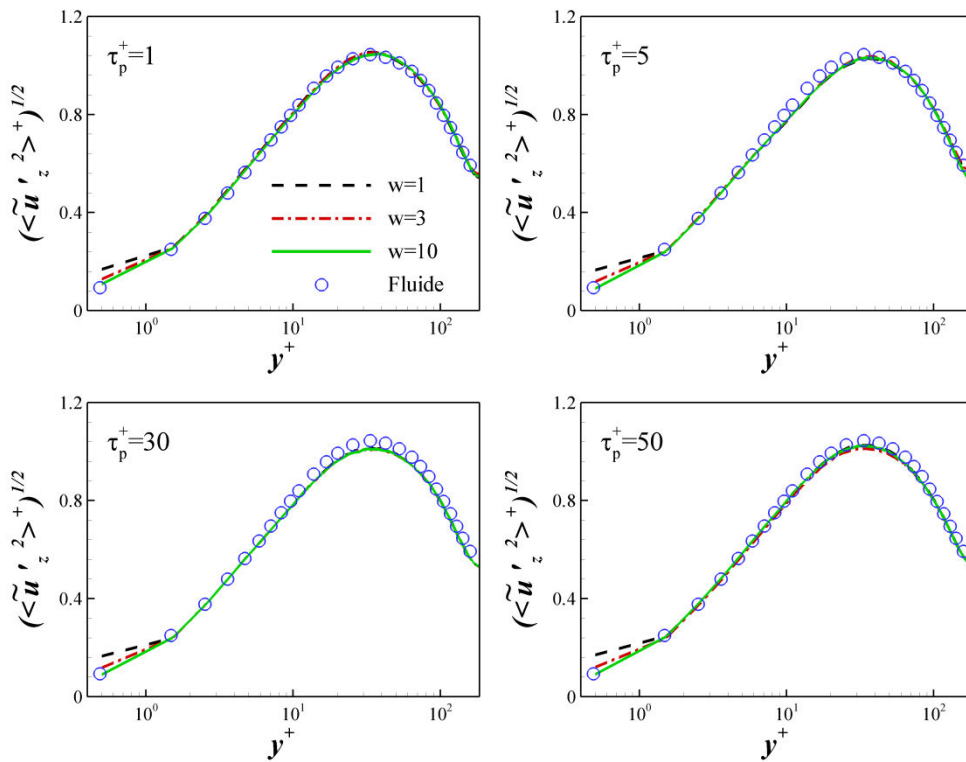 1.2
τp+=1
(<ũ'z2>+)1/2
0.8
0.4
0
w=1
w=3
w=10
Fluide
10^0
10^1
10^2
y+
1.2
τp+=5
(<ũ'z2>+)1/2
0.8
0.4
0
10^0
10^1
10^2
y+
1.2
τp+=30
(<ũ'z2>+)1/2
0.8
0.4
0
10^0
10^1
10^2
y+
1.2
τp+=50
(<ũ'z2>+)1/2
0.8
0.4
0
10^0
10^1
10^2
y+